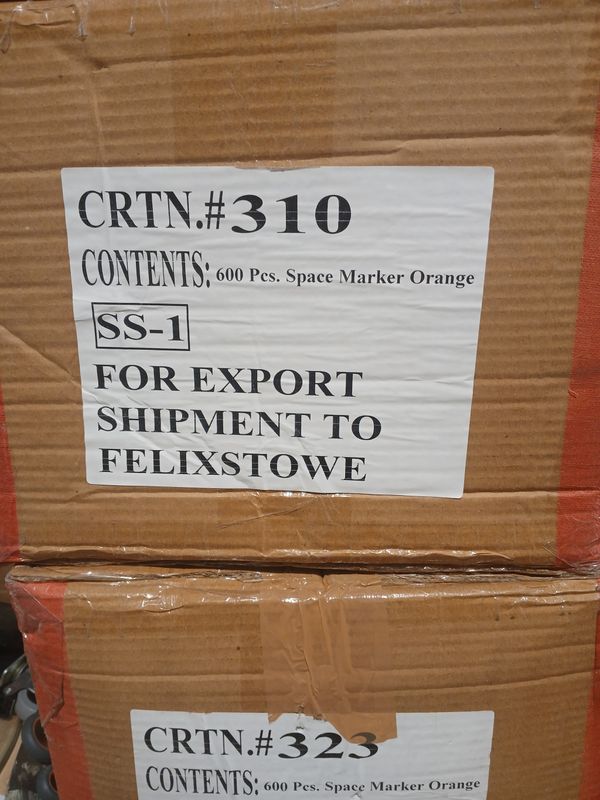 CRTN.#310
CONTENTS: 600 Pcs. Space Marker Orange
SS-1
FOR EXPORT
SHIPMENT TO
FELIXSTOWE
CRTN.#323
CONTENTS: 600 Pcs. Space Marker Orange